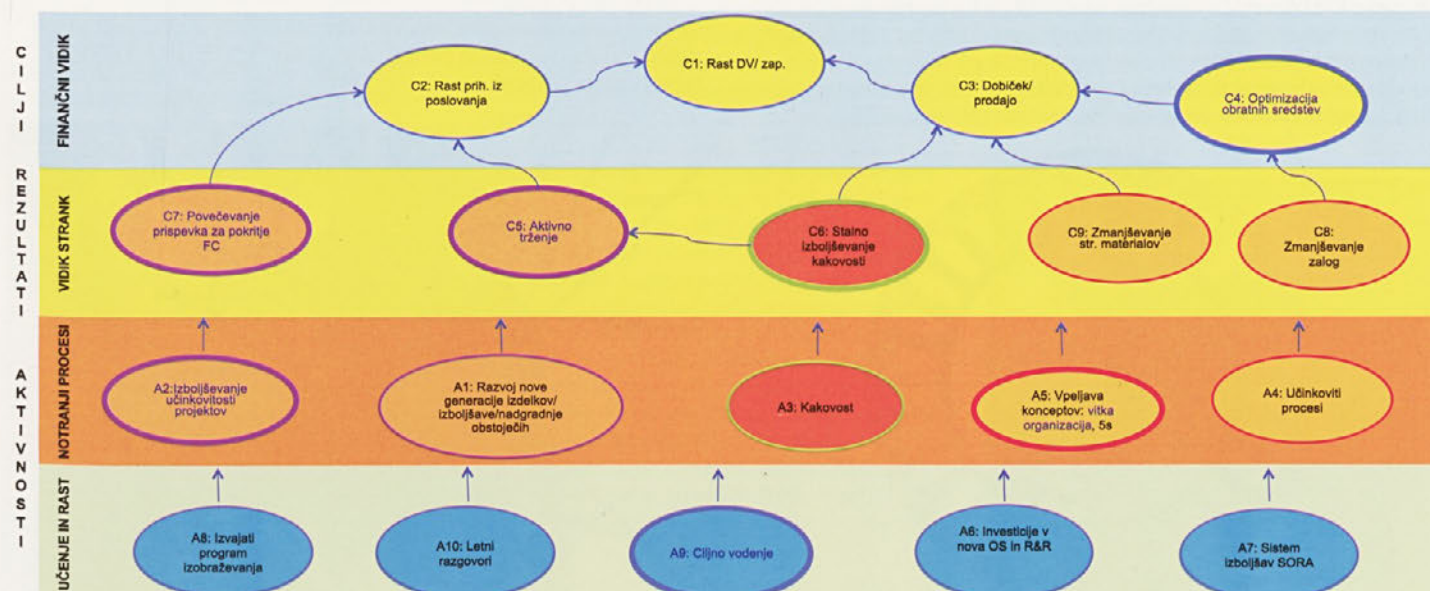 CILJI
REZULTATI
AKTIVNOSTI
FINANČNI VIDIK
C1: Rast DV/ zap.
C2: Rast prih. iz
poslovanja
C3: Dobiček/
prodajo
C4: Optimizacija
obratnih sredstev
VIDIK STRANK
C7: Povečevanje
prispevka za pokritje
FC
C5: Aktivno
trženje
C6: Stalno
izboljševanje
kakovosti
C9: Zmanjševanje
str. materialov
C8:
Zmanjševanje
zalog
NOTRANJI PROCESI
A2:Izboljševanje
učinkovitosti
projektov
A1: Razvoj nove
generacije izdelkov/
izboljšave/nadgradnje
obstoječih
A3: Kakovost
A5: Vpeljava
konceptov: vitka
organizacija, 5s
A4: Učinkoviti
procesi
UČENJE IN RAST
A8: Izvajati
program
izobraževanja
A10: Letni
razgovori
A9: Ciljno vodenje
A6: Investicije v
nova OS in R&R
A7: Sistem
izboljšav SORA